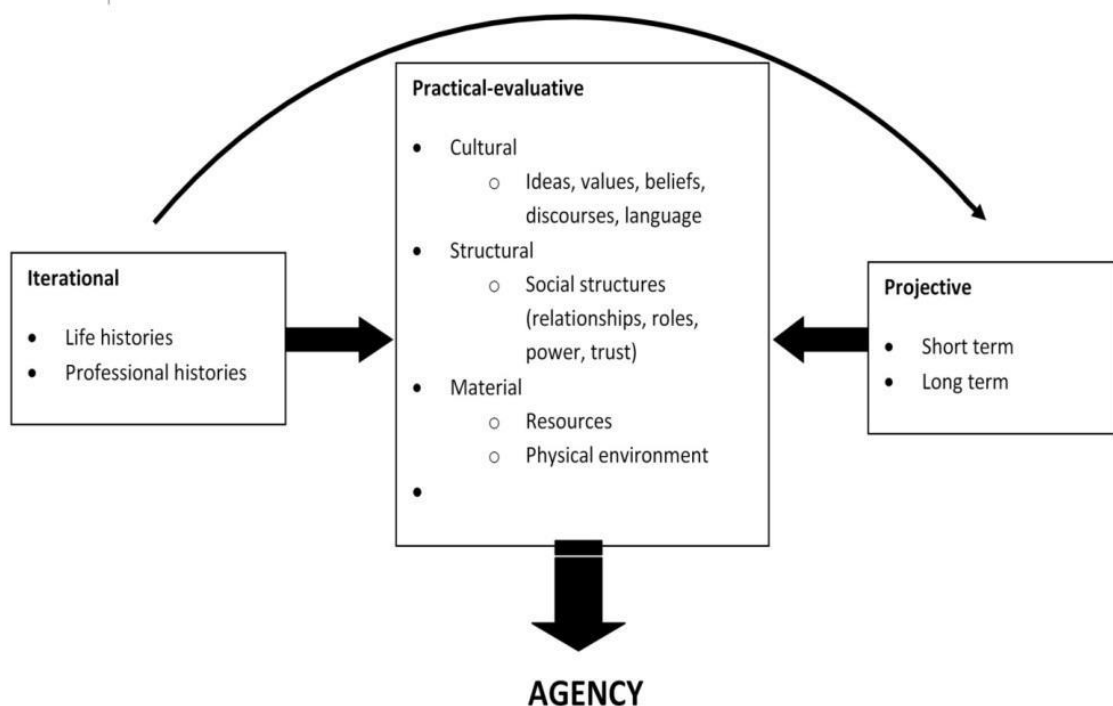 Practical-evaluative
• Cultural
○ Ideas, values, beliefs,
discourses, language
• Structural
○ Social structures
(relationships, roles,
power, trust)
• Material
○ Resources
○ Physical environment
•
Iterational
• Life histories
• Professional histories
Projective
• Short term
• Long term
AGENCY